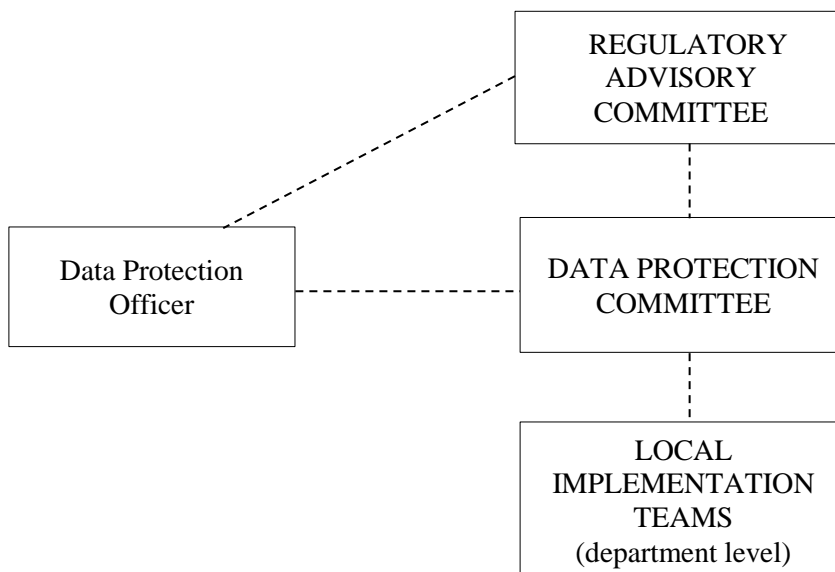 REGULATORY
ADVISORY
COMMITTEE
Data Protection
Officer
DATA PROTECTION
COMMITTEE
LOCAL
IMPLEMENTATION
TEAMS
(department level)